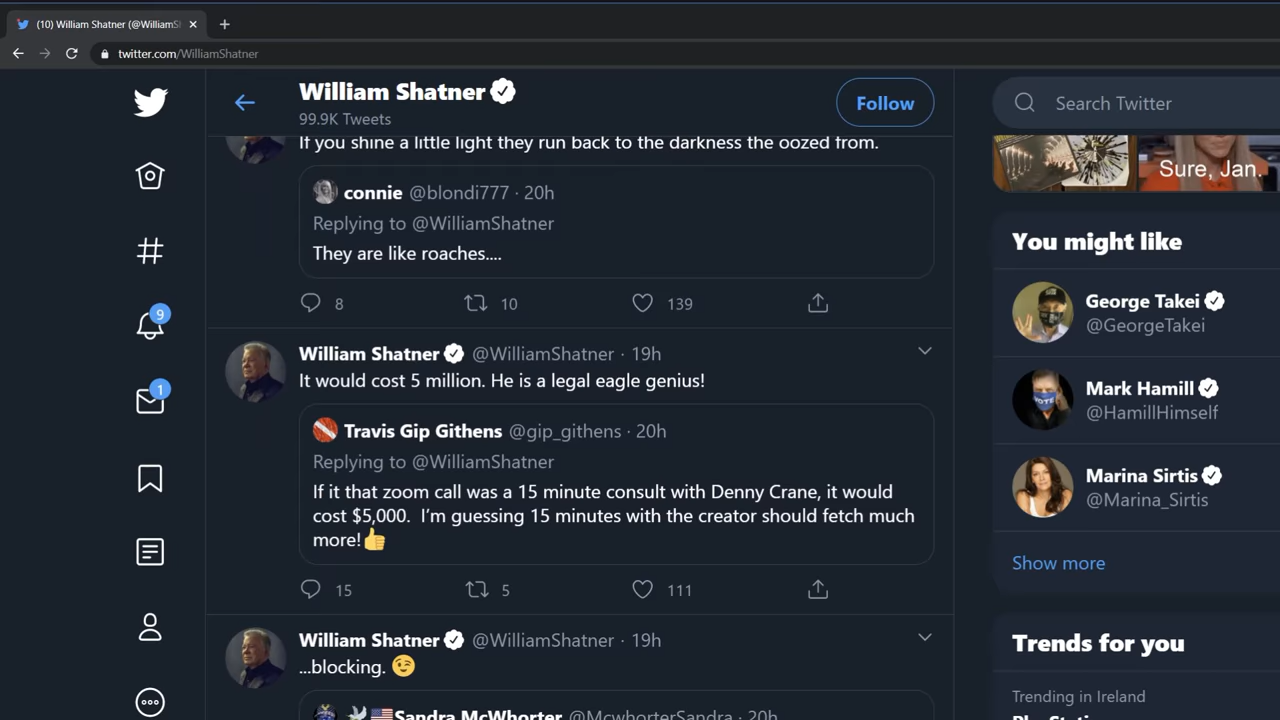 (10) William Shatner (@WilliamS
twitter.com/WilliamShatner
William Shatner
99.9K Tweets
Follow
Search Twitter
If you shine a little light they run back to the darkness the oozed from.
Sure, Jan.
connie @blondi777 · 20h
Replying to @WilliamShatner
They are like roaches....
8 10 139
You might like
George Takei
@GeorgeTakei
Mark Hamill
@HamillHimself
Marina Sirtis
@Marina_Sirtis
Show more
9
1
William Shatner @WilliamShatner · 19h
It would cost 5 million. He is a legal eagle genius!
Travis Gip Githens @gip_githens · 20h
Replying to @WilliamShatner
If it that zoom call was a 15 minute consult with Denny Crane, it would
cost $5,000. I'm guessing 15 minutes with the creator should fetch much
more!👍
15 5 111
William Shatner @WilliamShatner · 19h
...blocking. 😉
Sandra McWhorter @McwhorterSandra · 20h
Trends for you
Trending in Ireland